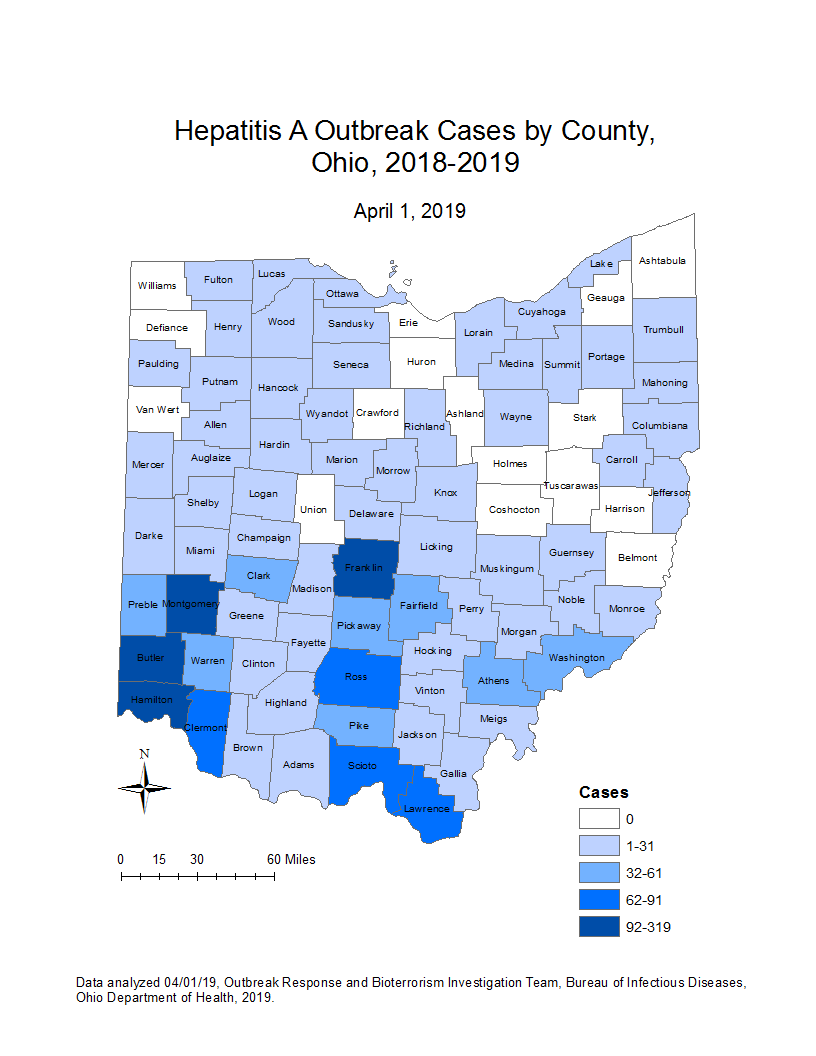 Hepatitis A Outbreak Cases by County,
Ohio, 2018-2019
April 1, 2019
Ashtabula
Lake
Lucas
Fulton
Williams
Ottawa
Geauga
Cuyahoga
Wood
Sandusky
Erie
Henry
Defiance
Trumbull
Lorain
Portage
Huron
Medina
Summit
Paulding
Seneca
Putnam
Mahoning
Hancock
Van Wert
Wyandot
Crawford
Ashland
Wayne
Stark
Allen
Richland
Columbiana
Hardin
Auglaize
Marion
Carroll
Mercer
Holmes
Morrow
Tuscarawas
Logan
Knox
Jefferson
Shelby
Union
Delaware
Coshocton
Harrison
Darke
Champaign
Licking
Miami
Guernsey
Belmont
Franklin
Muskingum
Clark
Madison
Noble
Preble
Montgomery
Fairfield
Perry
Monroe
Greene
Pickaway
Morgan
Fayette
Hocking
Butler
Warren
Clinton
Washington
Ross
Athens
Vinton
Hamilton
Highland
Meigs
Clermont
Pike
Jackson
Brown
Adams
Scioto
Gallia
Lawrence
N
0 15 30 60 Miles
Cases
0
1-31
32-61
62-91
92-319
Data analyzed 04/01/19, Outbreak Response and Bioterrorism Investigation Team, Bureau of Infectious Diseases,
Ohio Department of Health, 2019.